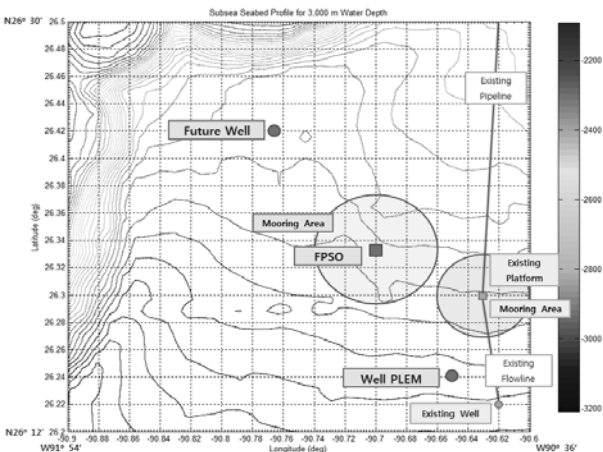 Subsea Seabed Profile for 3,000 m Water Depth
N26° 30'
26.5
26.48
-2200
Existing
Pipeline
26.46
26.44
-2400
Future Well
26.42
26.4
26.38
-2600
26.36
Mooring Area
26.34
FPSO
Existing
Platform
-2800
26.32
26.3
Mooring Area
26.28
-3000
26.26
Existing
Flowline
26.24
Well PLEM
26.22
Existing Well
-3200
N26° 12'
26.2
-90.9 -90.88 -90.86 -90.84 -90.82 -90.8 -90.78 -90.76 -90.74 -90.72 -90.7 -90.68 -90.66 -90.64 -90.62 -90.6
W91° 54'
Longitude (deg)
W90° 36'
Latitude (deg)